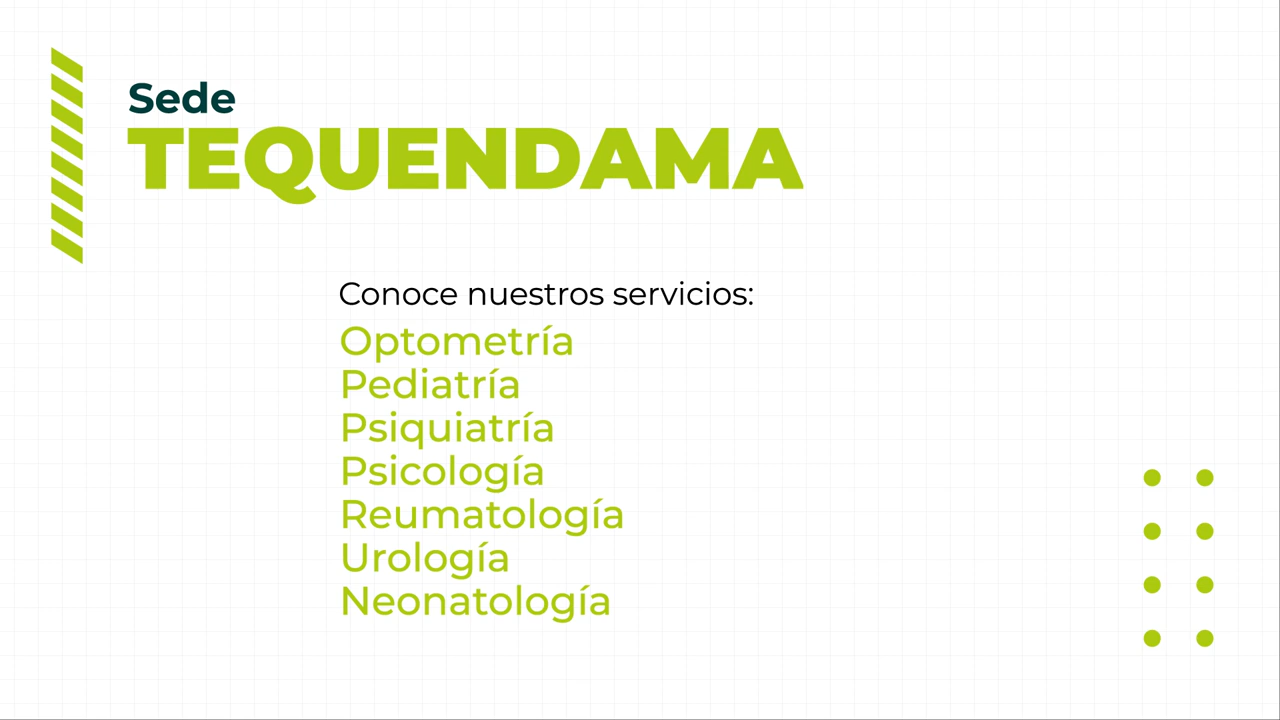 Sede
TEQUENDAMA
Conoce nuestros servicios:
Optometría
Pediatría
Psiquiatría
Psicología
Reumatología
Urología
Neonatología